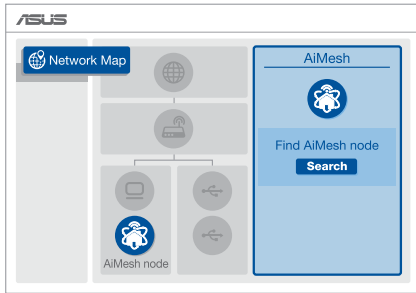 ASUS
Network Map
AiMesh
Find AiMesh node
Search
AiMesh node